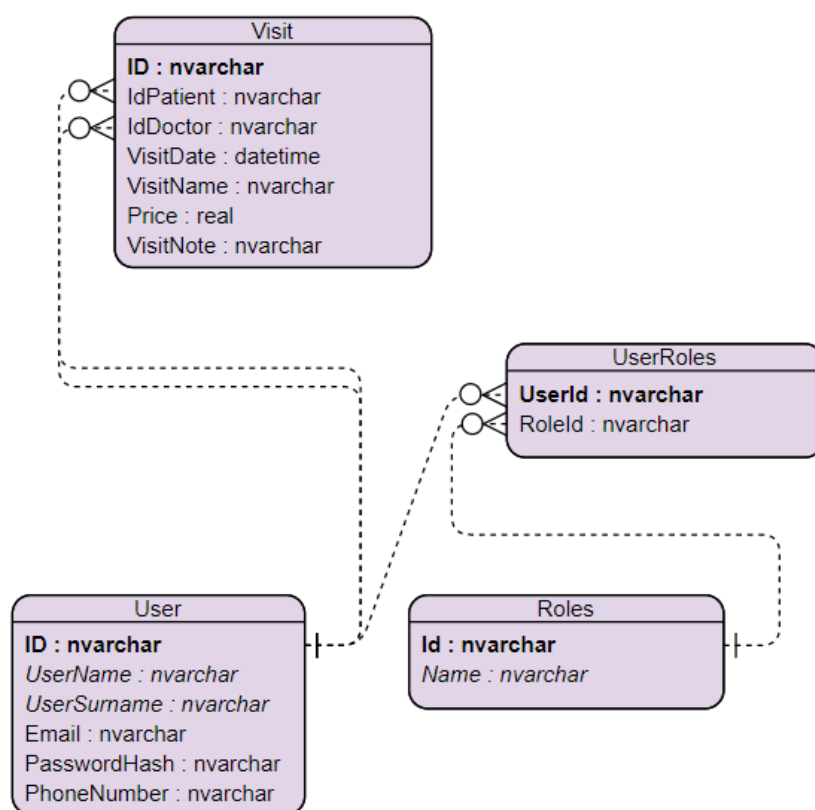 Visit
ID : nvarchar
IdPatient : nvarchar
IdDoctor : nvarchar
VisitDate : datetime
VisitName : nvarchar
Price : real
VisitNote : nvarchar
UserRoles
UserId : nvarchar
RoleId : nvarchar
User
ID : nvarchar
UserName : nvarchar
UserSurname : nvarchar
Email : nvarchar
PasswordHash : nvarchar
PhoneNumber : nvarchar
Roles
Id : nvarchar
Name : nvarchar